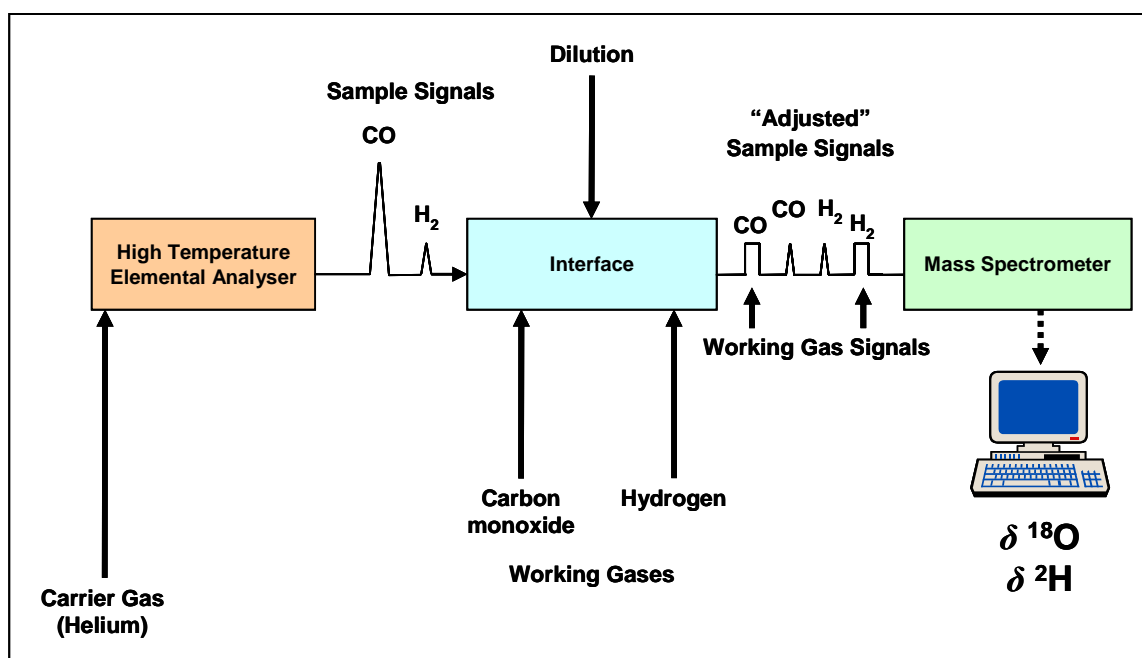 Dilution
Sample Signals
“Adjusted”
Sample Signals
CO
H₂
CO
CO
H₂
H₂
High Temperature
Elemental Analyser
Interface
Mass Spectrometer
Working Gas Signals
Carbon
monoxide
Hydrogen
Working Gases
Carrier Gas
(Helium)
δ ¹⁸O
δ ²H